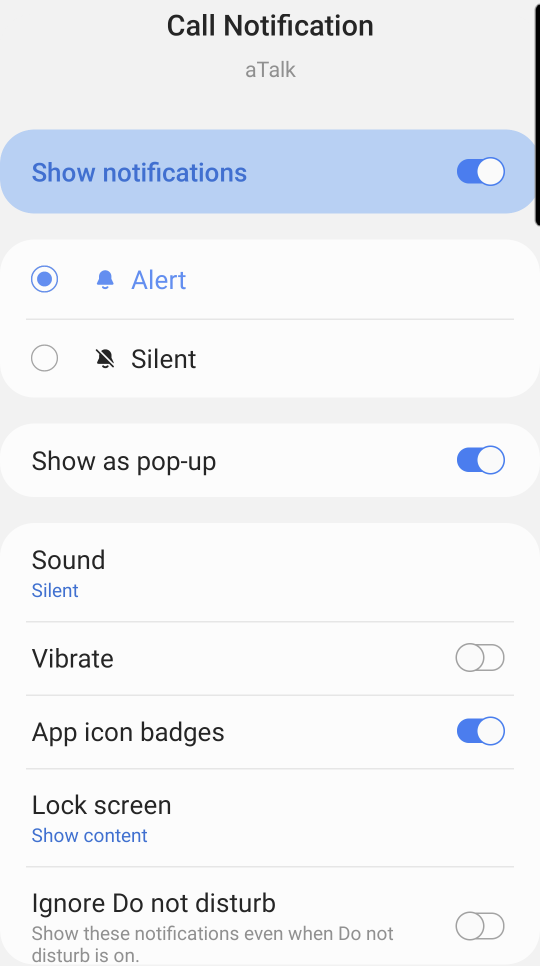 Call Notification
aTalk
Show notifications
Alert
Silent
Show as pop-up
Sound
Silent
Vibrate
App icon badges
Lock screen
Show content
Ignore Do not disturb
Show these notifications even when Do not
disturb is on.